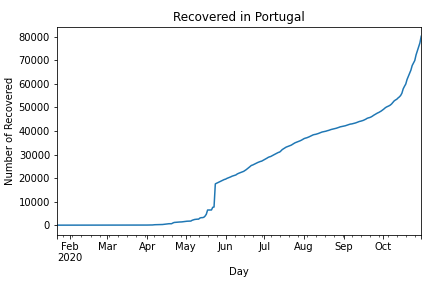 Recovered in Portugal
Number of Recovered
80000
70000
60000
50000
40000
30000
20000
10000
0
Feb Mar Apr May Jun Jul Aug Sep Oct
2020
Day